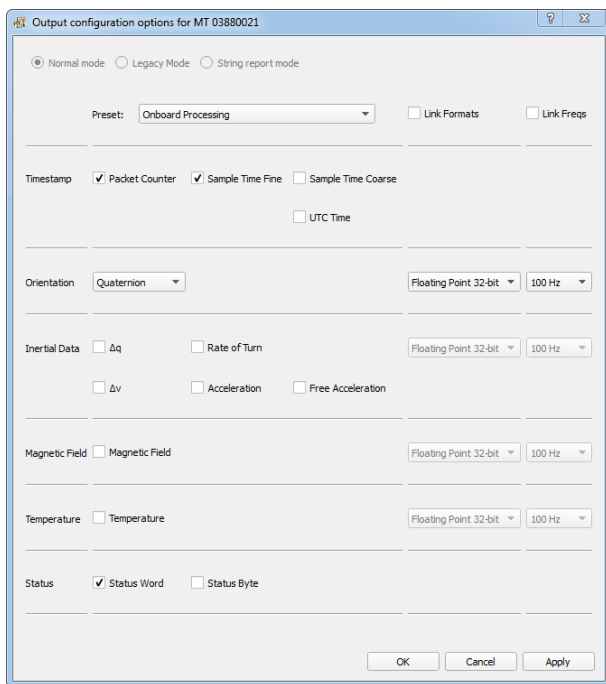 Output configuration options for MT 03880021
Normal mode Legacy Mode String report mode
Preset: Onboard Processing Link Formats Link Freqs
Timestamp Packet Counter Sample Time Fine Sample Time Coarse
UTC Time
Orientation Quaternion Floating Point 32-bit 100 Hz
Inertial Data Δq Rate of Turn Floating Point 32-bit 100 Hz
Δv Acceleration Free Acceleration
Magnetic Field Magnetic Field Floating Point 32-bit 100 Hz
Temperature Temperature Floating Point 32-bit 100 Hz
Status Status Word Status Byte
OK Cancel Apply